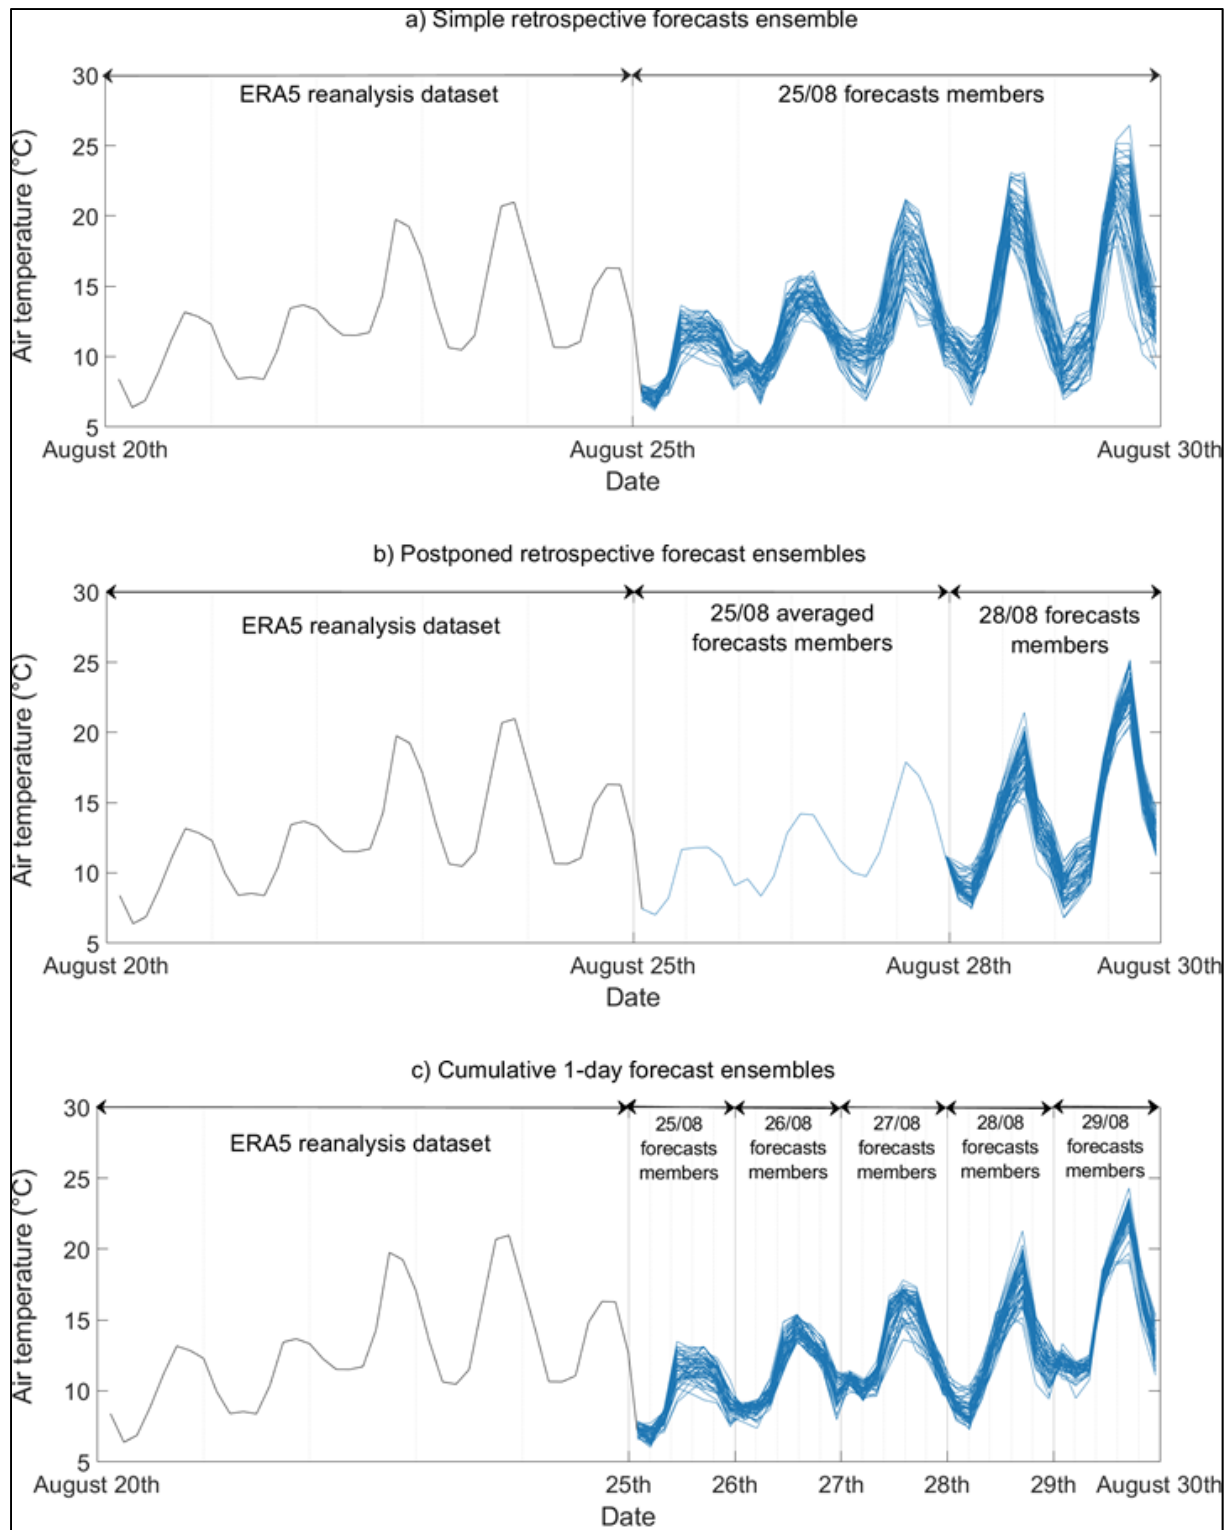 a) Simple retrospective forecasts ensemble
30
ERA5 reanalysis dataset
25/08 forecasts members
25
20
15
10
5
Air temperature (°C)
August 20th
August 25th
August 30th
Date
b) Postponed retrospective forecast ensembles
30
ERA5 reanalysis dataset
25/08 averaged
forecasts members
28/08 forecasts
members
25
20
15
10
5
Air temperature (°C)
August 20th
August 25th
August 28th
August 30th
Date
c) Cumulative 1-day forecast ensembles
30
ERA5 reanalysis dataset
25/08
forecasts
members
26/08
forecasts
members
27/08
forecasts
members
28/08
forecasts
members
29/08
forecasts
members
25
20
15
10
5
Air temperature (°C)
August 20th
25th
26th
27th
28th
29th
August 30th
Date